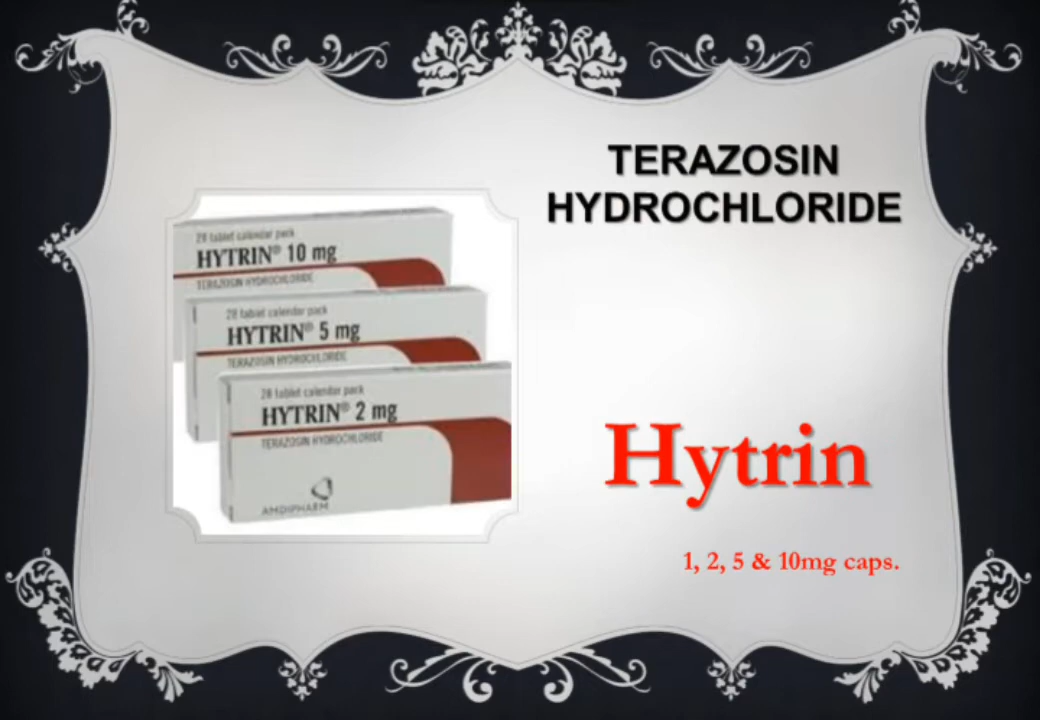 TERAZOSIN
HYDROCHLORIDE
28 tablet calendar pack
HYTRIN® 10 mg
TERAZOSIN HYDROCHLORIDE
28 tablet calendar pack
HYTRIN® 5 mg
TERAZOSIN HYDROCHLORIDE
28 tablet calendar pack
HYTRIN® 2 mg
TERAZOSIN HYDROCHLORIDE
AMDIPHARM
Hytrin
1, 2, 5 & 10mg caps.